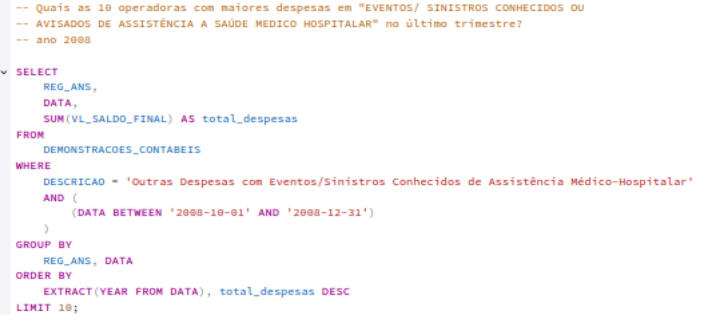 -- Quais as 10 operadoras com maiores despesas em "EVENTOS/ SINISTROS CONHECIDOS OU
-- AVISADOS DE ASSISTÊNCIA A SAÚDE MEDICO HOSPITALAR" no último trimestre?
-- ano 2008
SELECT
REG_ANS,
DATA,
SUM(VL_SALDO_FINAL) AS total_despesas
FROM
DEMONSTRACOES_CONTABEIS
WHERE
DESCRICAO = 'Outras Despesas com Eventos/Sinistros Conhecidos de Assistência Médico-Hospitalar'
AND (
(DATA BETWEEN '2008-10-01' AND '2008-12-31')
)
GROUP BY
REG_ANS, DATA
ORDER BY
EXTRACT(YEAR FROM DATA), total_despesas DESC
LIMIT 10;